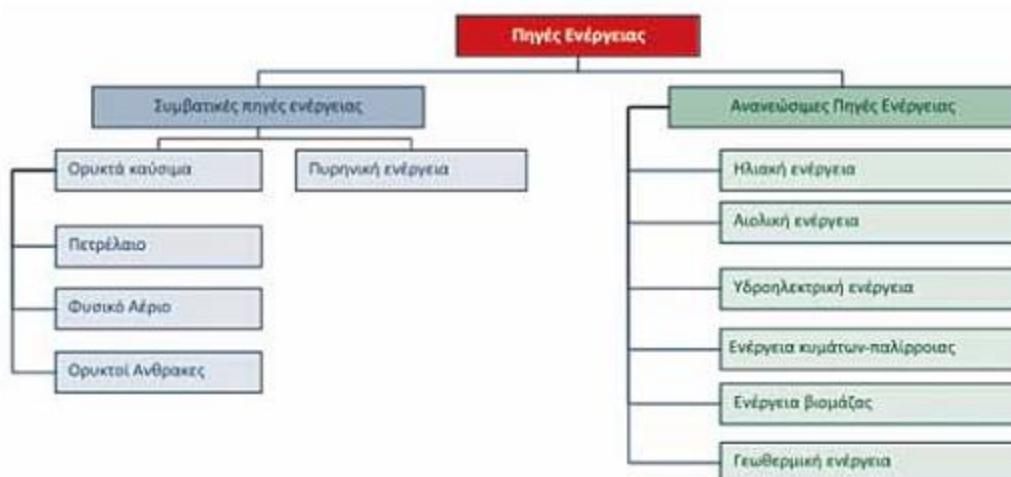 Πηγές Ενέργειας
Συμβατικές πηγές ενέργειας
Ορυκτά καύσιμα
Πυρηνική ενέργεια
Πετρέλαιο
Φυσικό Αέριο
Ορυκτοί Ανθρακες
Ανανεώσιμες Πηγές Ενέργειας
Ηλιακή ενέργεια
Αιολική ενέργεια
Υδροηλεκτρική ενέργεια
Ενέργεια κυμάτων-παλίρροιας
Ενέργεια βιομάζας
Γεωθερμική ενέργεια